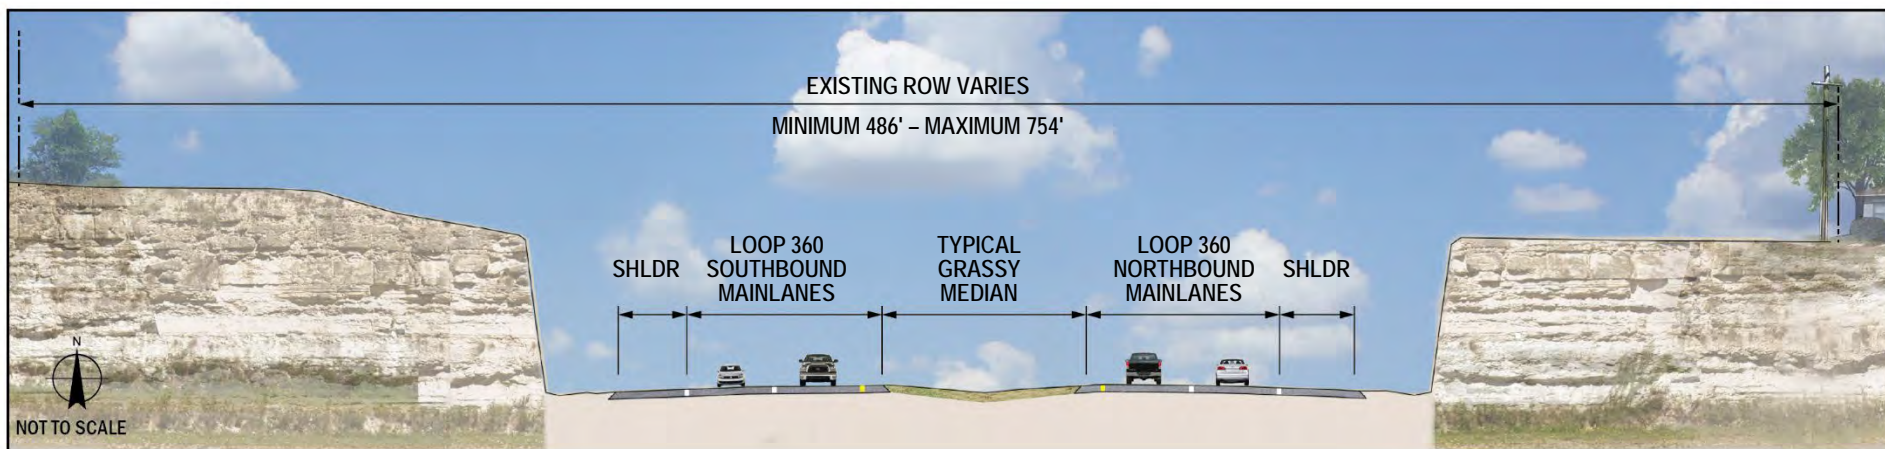 EXISTING ROW VARIES
MINIMUM 486' – MAXIMUM 754'
SHLDR
LOOP 360
SOUTHBOUND
MAINLANES
TYPICAL
GRASSY
MEDIAN
LOOP 360
NORTHBOUND
MAINLANES
SHLDR
N
NOT TO SCALE